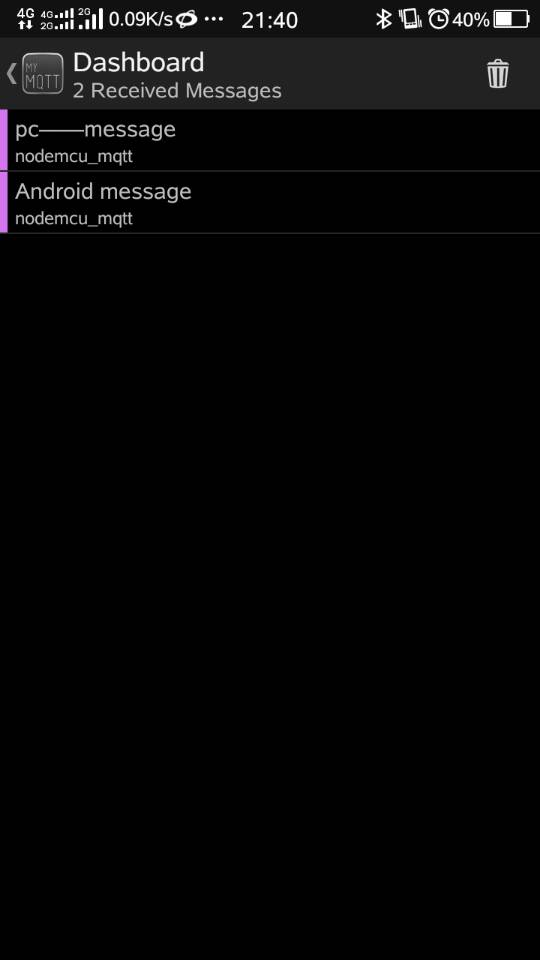 4G 4G 2G 2G 0.09K/s ··· 21:40 40%
MY MQTT
Dashboard
2 Received Messages
pc——message
nodemcu_mqtt
Android message
nodemcu_mqtt